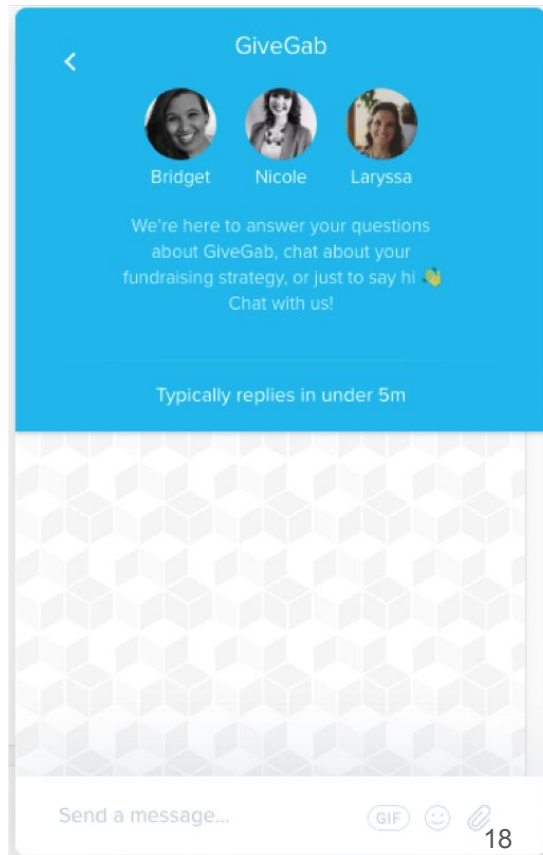 GiveGab
Bridget Nicole Laryssa
We're here to answer your questions
about GiveGab, chat about your
fundraising strategy, or just to say hi 👋
Chat with us!
Typically replies in under 5m
Send a message...
GIF
18